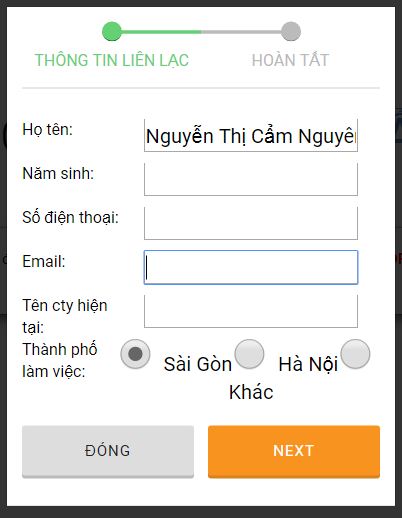 THÔNG TIN LIÊN LẠC HOÀN TẤT
Họ tên: Nguyễn Thị Cẩm Nguyên
Năm sinh:
Số điện thoại:
Email:
Tên cty hiện
tại:
Thành phố
làm việc: Sài Gòn Hà Nội
Khác
ĐÓNG NEXT